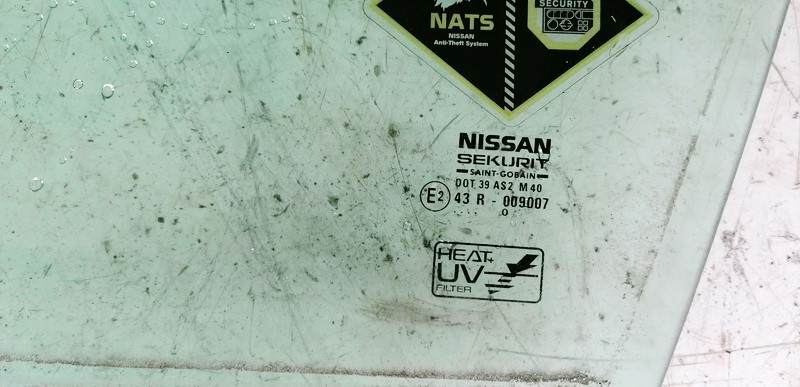 NATS
NISSAN
Anti-Theft System
SECURITY
NISSAN
SEKURIT
SAINT-GOBAIN
DOT 39 AS2 M40
E2 43 R - 009007
.... o
HEAT+
UV
FILTER